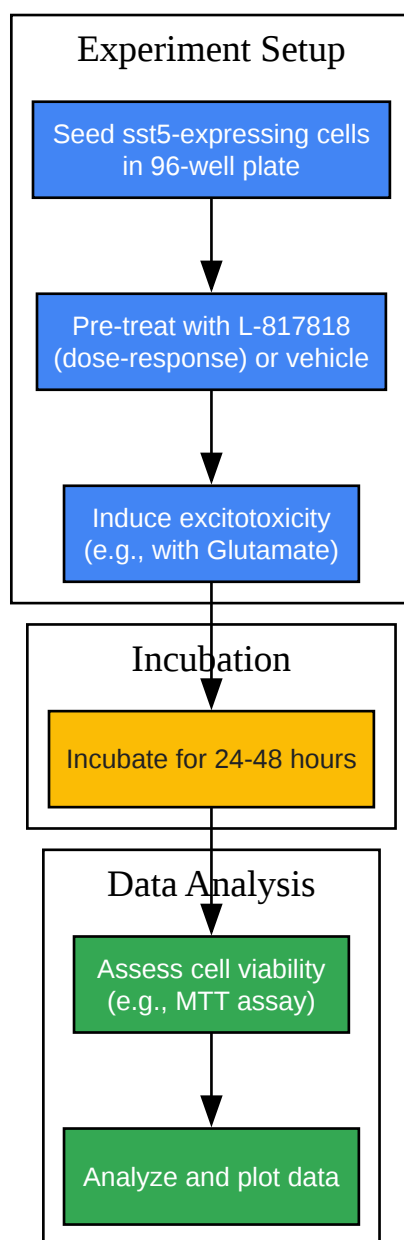 Experiment Setup
Seed sst5-expressing cells
in 96-well plate
Pre-treat with L-817818
(dose-response) or vehicle
Induce excitotoxicity
(e.g., with Glutamate)
Incubation
Incubate for 24-48 hours
Data Analysis
Assess cell viability
(e.g., MTT assay)
Analyze and plot data